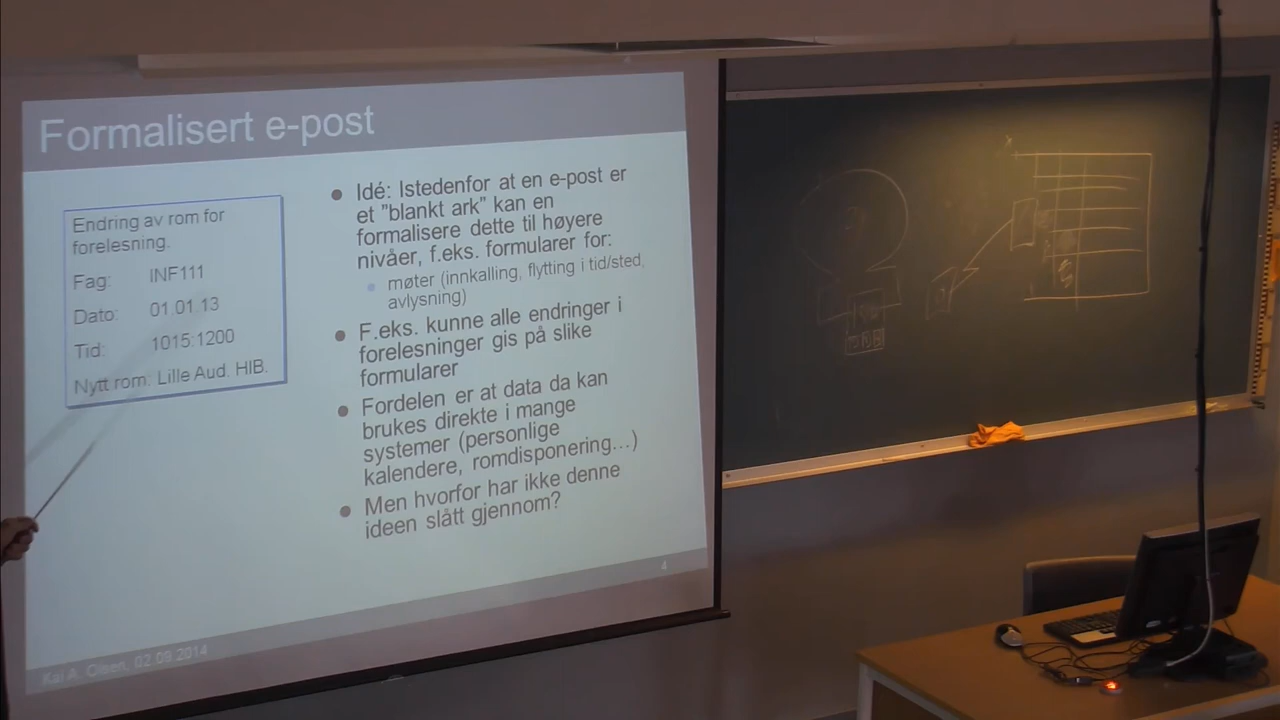 Formalisert e-post
Endring av rom for
forelesning.
Fag: INF111
Dato: 01.01.13
Tid: 1015:1200
Nytt rom: Lille Aud. HIB.
Idé: Istedenfor at en e-post er
et "blankt ark" kan en
formalisere dette til høyere
nivåer, f.eks. formularer for:
møter (innkalling, flytting i tid/sted,
avlysning)
F.eks. kunne alle endringer i
forelesninger gis på slike
formularer
Fordelen er at data da kan
brukes direkte i mange
systemer (personlige
kalendere, romdisponering…)
Men hvorfor har ikke denne
ideen slått gjennom?
4
Kai A. Olsen, 02.09.2014